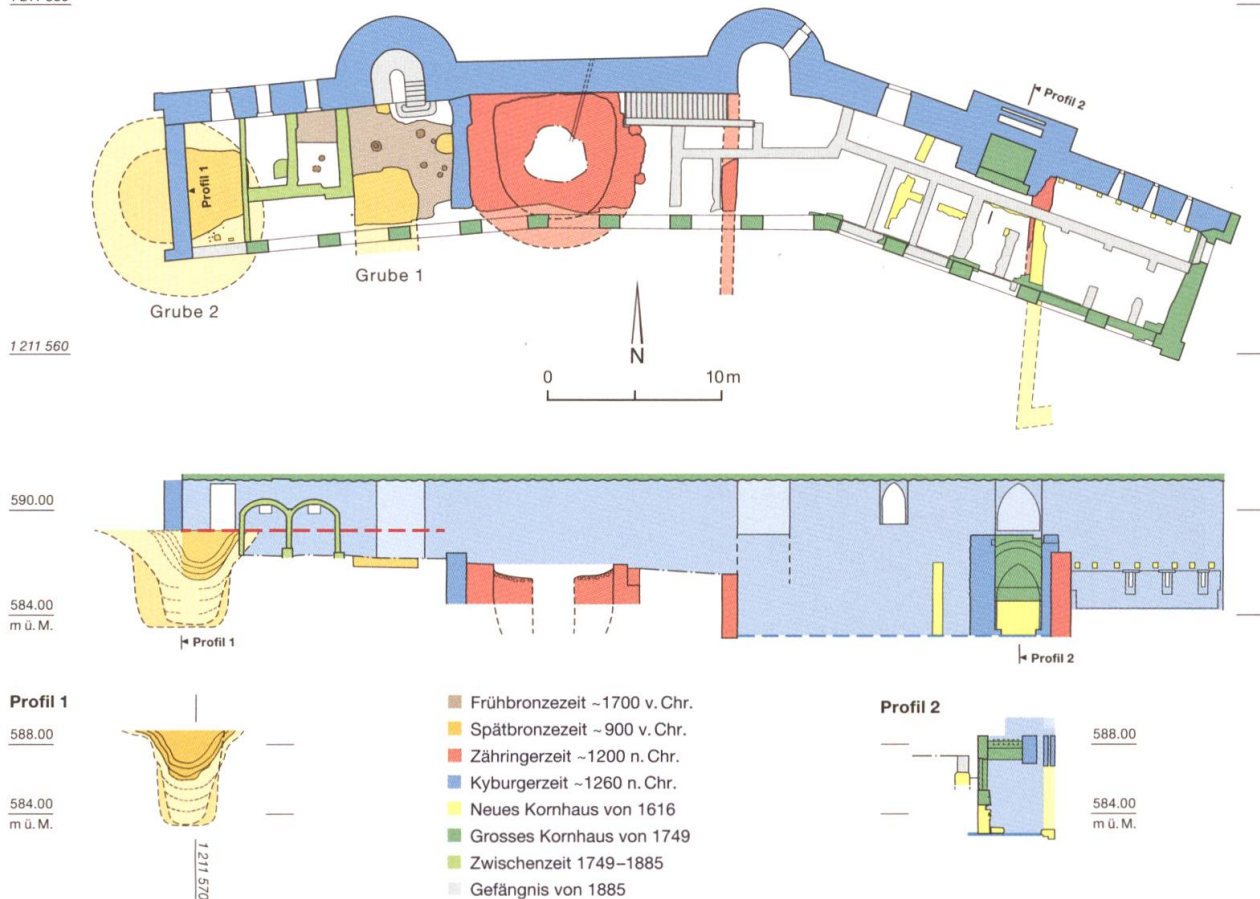 Profil 2
Profil 1
Grube 1
Grube 2
1 211 560
N
0 10 m
590.00
584.00
m ü. M.
Profil 1
Profil 2
Profil 1
588.00
584.00
m ü. M.
1 211 570
Frühbronzezeit ~1700 v. Chr.
Spätbronzezeit ~900 v. Chr.
Zähringerzeit ~1200 n. Chr.
Kyburgerzeit ~1260 n. Chr.
Neues Kornhaus von 1616
Grosses Kornhaus von 1749
Zwischenzeit 1749–1885
Gefängnis von 1885
Profil 2
588.00
584.00
m ü. M.